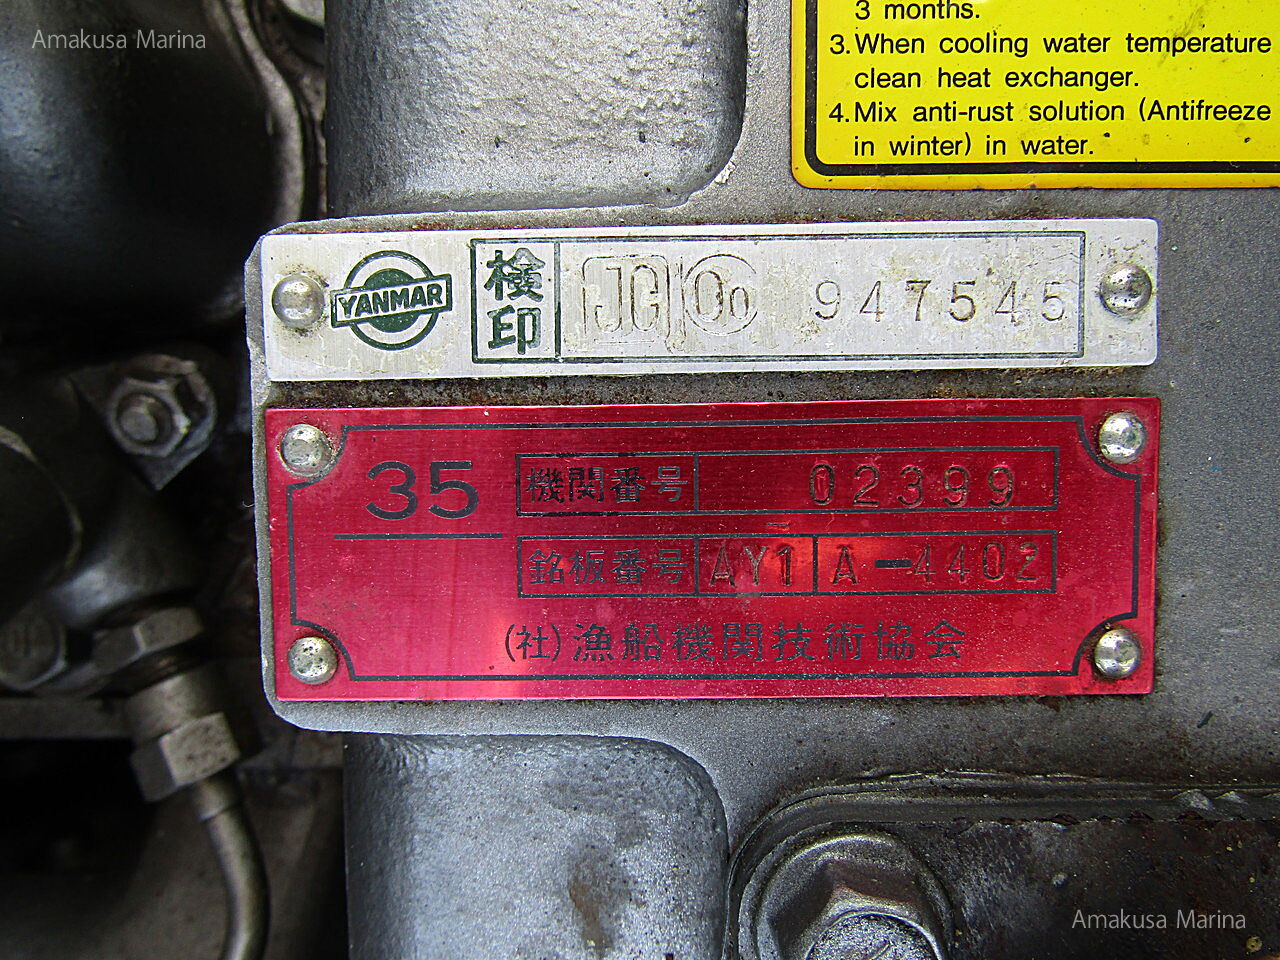 Amakusa Marina
3 months.
3. When cooling water temperature
clean heat exchanger.
4. Mix anti-rust solution (Antifreeze
in winter) in water.
YANMAR
検印
JG
947545
35
機関番号 02399
銘板番号 AY1 A-4402
(社)漁船機関技術協会
Amakusa Marina